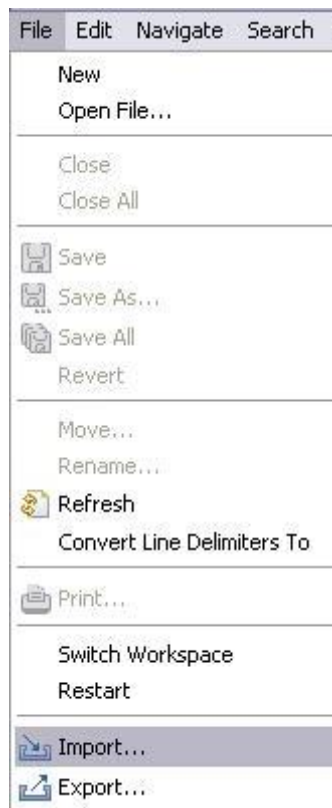 File Edit Navigate Search
New
Open File...
Close
Close All
Save
Save As...
Save All
Revert
Move...
Rename...
Refresh
Convert Line Delimiters To
Print...
Switch Workspace
Restart
Import...
Export...